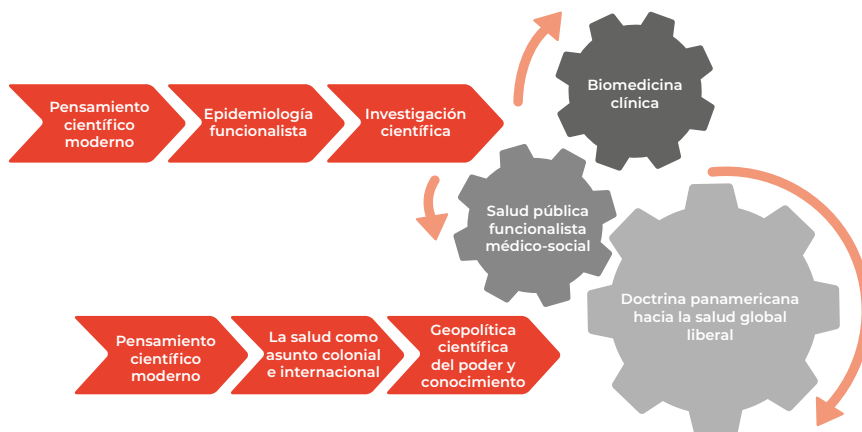 Pensamiento
científico
moderno
Epidemiología
funcionalista
Investigación
científica
Biomedicina
clínica
Salud pública
funcionalista
médico-social
Doctrina panamericana
hacia la salud global
liberal
Pensamiento
científico
moderno
La salud como
asunto colonial
e internacional
Geopolítica
científica
del poder y
conocimiento